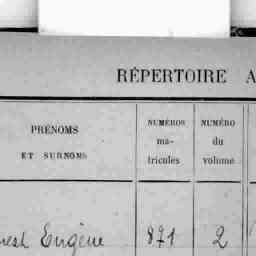 RÉPERTOIRE A
PRÉNOMS
ET SURNOMS
NUMÉROS
ma-
tricules
NUMÉRO
du
volume
Eugène 871 2